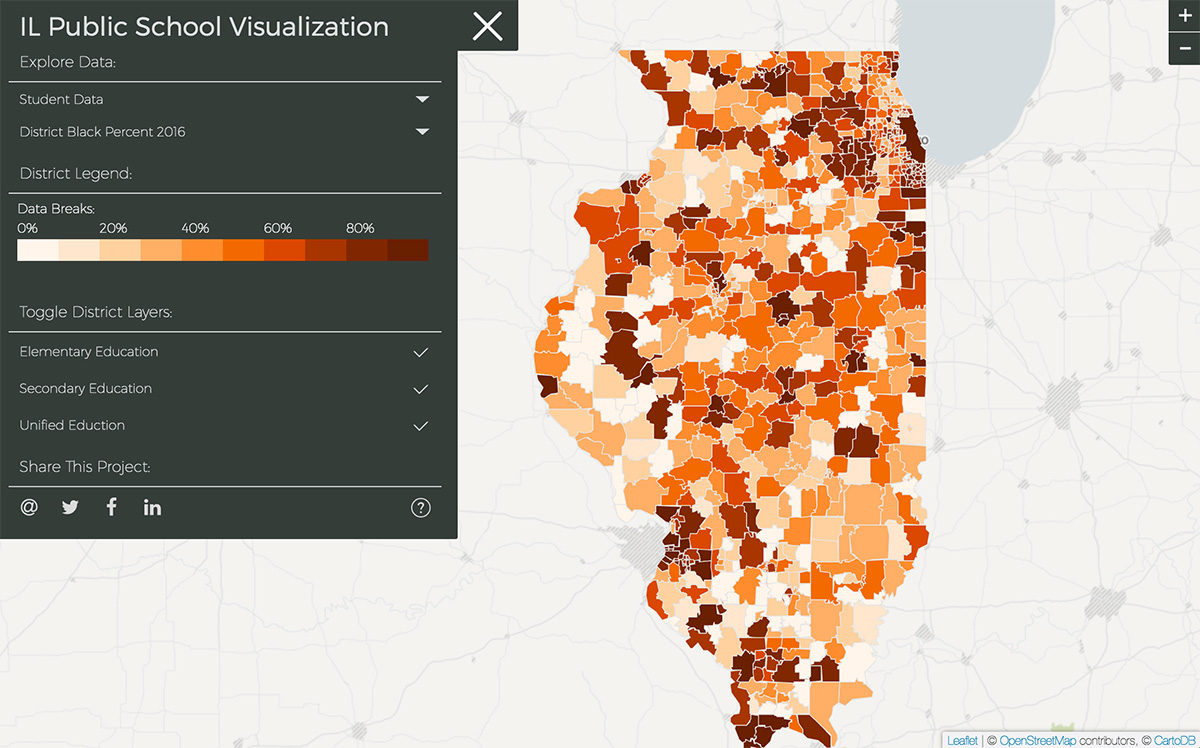 IL Public School Visualization
Explore Data:
Student Data
District Black Percent 2016
District Legend:
Data Breaks:
0% 20% 40% 60% 80%
Toggle District Layers:
Elementary Education
Secondary Education
Unified Eduction
Share This Project:
@ f in ?
+
−
o
Leaflet | © OpenStreetMap contributors, © CartoDB